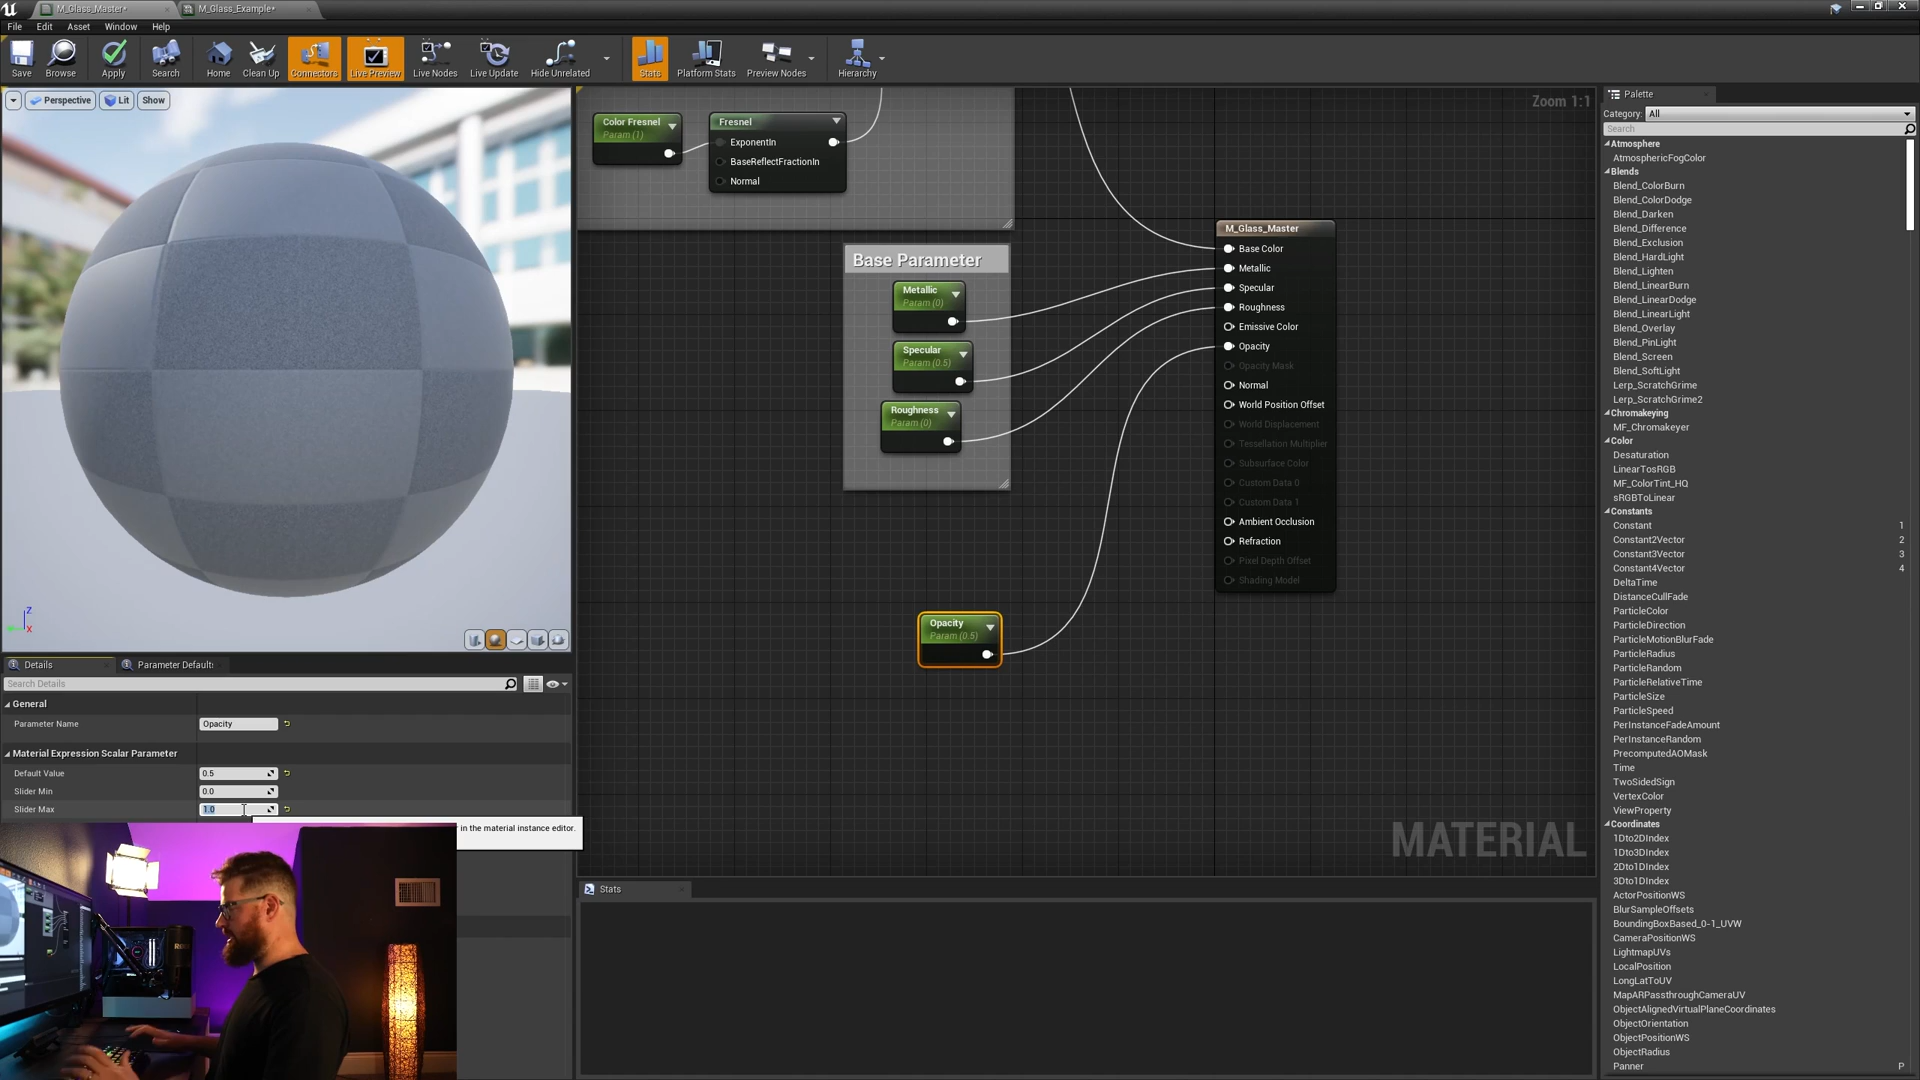 M_Glass_Master*
M_Glass_Example*
File Edit Asset Window Help
Save Browse Apply Search Home Clean Up Connectors Live Preview Live Nodes Live Update Hide Unrelated Stats Platform Stats Preview Nodes Hierarchy
Perspective Lit Show
Z
X
Zoom 1:1
Color Fresnel
Param (1)
Fresnel
ExponentIn
BaseReflectFractionIn
Normal
Base Parameter
Metallic
Param (0)
Specular
Param (0.5)
Roughness
Param (0)
Opacity
Param (0.5)
M_Glass_Master
Base Color
Metallic
Specular
Roughness
Emissive Color
Opacity
Opacity Mask
Normal
World Position Offset
World Displacement
Tessellation Multiplier
Subsurface Color
Custom Data 0
Custom Data 1
Ambient Occlusion
Refraction
Pixel Depth Offset
Shading Model
MATERIAL
Details
Parameter Default
Search Details
General
Parameter Name Opacity
Material Expression Scalar Parameter
Default Value 0.5
Slider Min 0.0
Slider Max 1.0
in the material instance editor.
Stats
Palette
Category: All
Search
Atmosphere
AtmosphericFogColor
Blends
Blend_ColorBurn
Blend_ColorDodge
Blend_Darken
Blend_Difference
Blend_Exclusion
Blend_HardLight
Blend_Lighten
Blend_LinearBurn
Blend_LinearDodge
Blend_LinearLight
Blend_Overlay
Blend_PinLight
Blend_Screen
Blend_SoftLight
Lerp_ScratchGrime
Lerp_ScratchGrime2
Chromakeying
MF_Chromakeyer
Color
Desaturation
LinearTosRGB
MF_ColorTint_HQ
sRGBToLinear
Constants
Constant 1
Constant2Vector 2
Constant3Vector 3
Constant4Vector 4
DeltaTime
DistanceCullFade
ParticleColor
ParticleDirection
ParticleMotionBlurFade
ParticleRadius
ParticleRandom
ParticleRelativeTime
ParticleSize
ParticleSpeed
PerInstanceFadeAmount
PerInstanceRandom
PrecomputedAOMask
Time
TwoSidedSign
VertexColor
ViewProperty
Coordinates
1Dto2DIndex
1Dto3DIndex
2Dto1DIndex
3Dto1DIndex
ActorPositionWS
BlurSampleOffsets
BoundingBoxBased_0-1_UVW
CameraPositionWS
LightmapUVs
LocalPosition
LongLatToUV
MapARPassthroughCameraUV
ObjectAlignedVirtualPlaneCoordinates
ObjectOrientation
ObjectPositionWS
ObjectRadius
Panner P